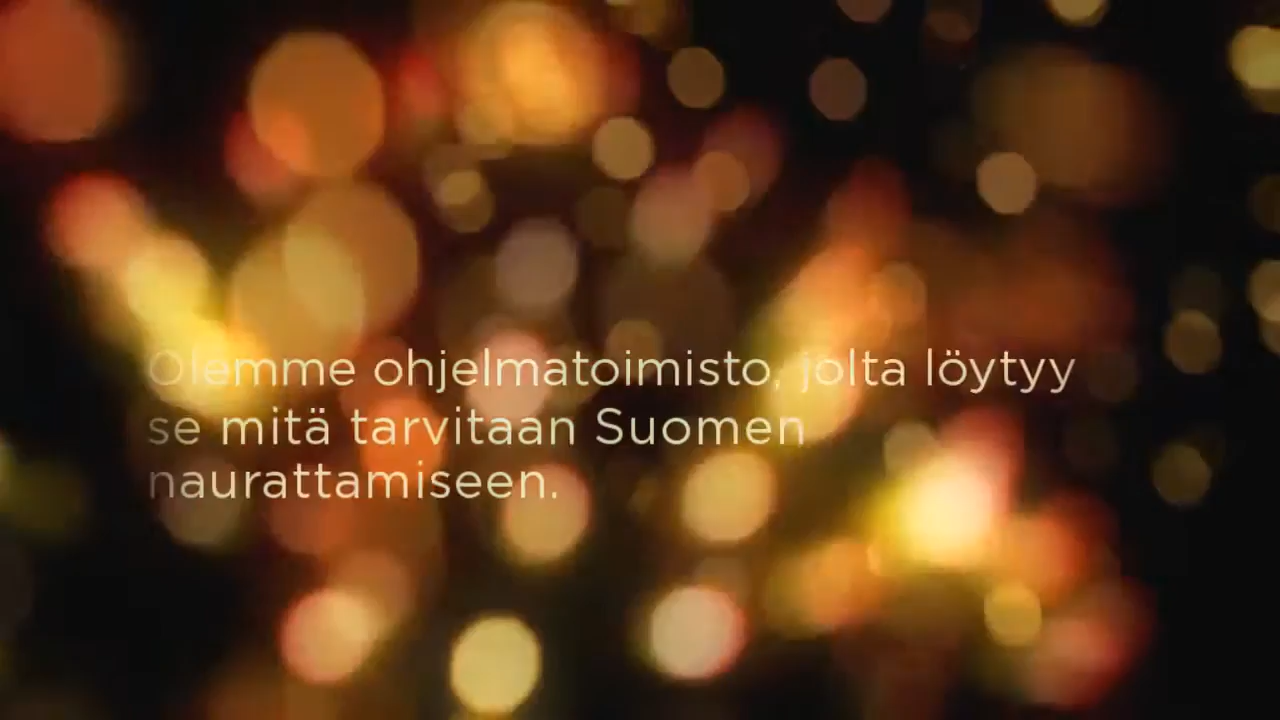 Olemme ohjelmatoimisto, jolta löytyy
se mitä tarvitaan Suomen
naurattamiseen.